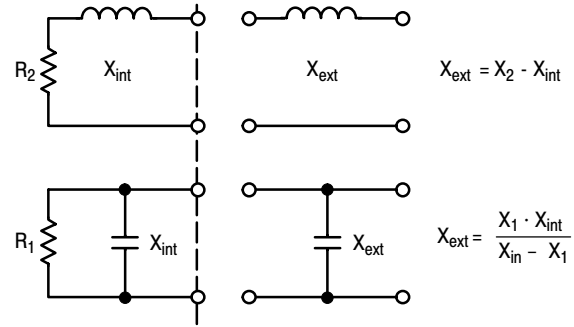 R2 Xint Xext Xext = X2 - Xint
R1 Xint Xext Xext = X1 · Xint
Xin – X1